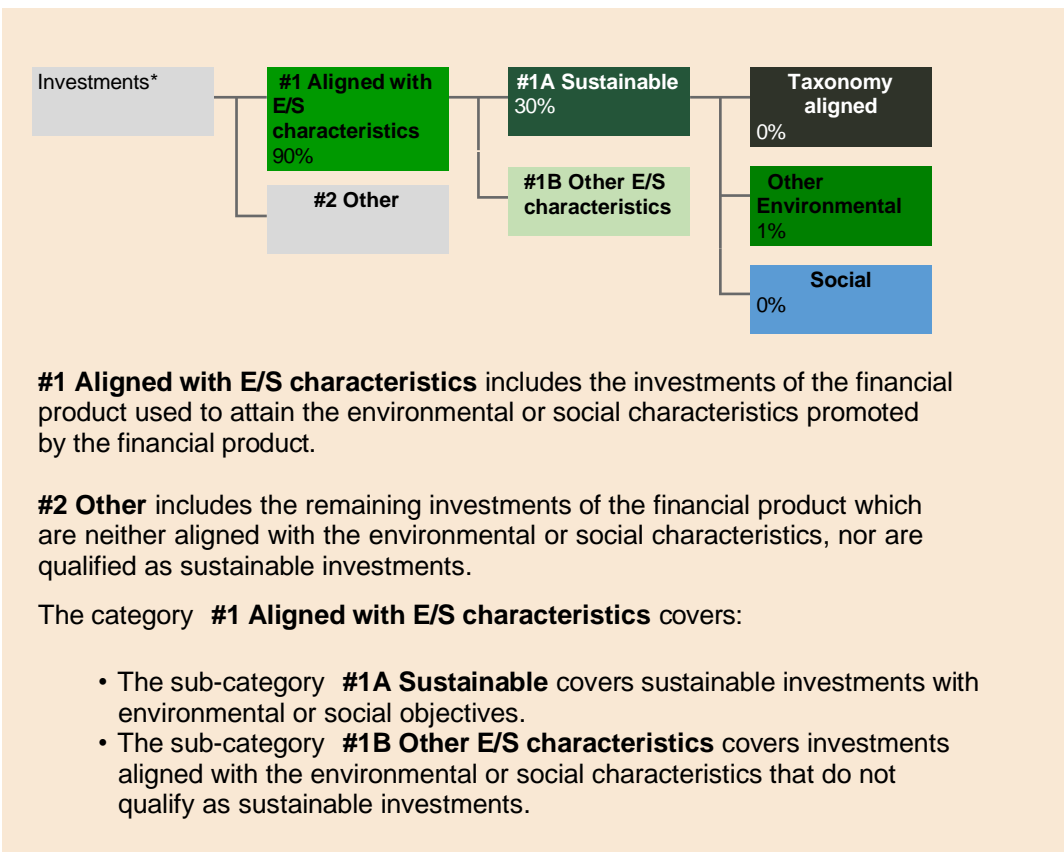 Investments*
#1 Aligned with
E/S
characteristics
90%
#2 Other
#1A Sustainable
30%
#1B Other E/S
characteristics
Taxonomy
aligned
0%
Other
Environmental
1%
Social
0%
#1 Aligned with E/S characteristics includes the investments of the financial
product used to attain the environmental or social characteristics promoted
by the financial product.
#2 Other includes the remaining investments of the financial product which
are neither aligned with the environmental or social characteristics, nor are
qualified as sustainable investments.
The category #1 Aligned with E/S characteristics covers:
• The sub-category #1A Sustainable covers sustainable investments with
environmental or social objectives.
• The sub-category #1B Other E/S characteristics covers investments
aligned with the environmental or social characteristics that do not
qualify as sustainable investments.